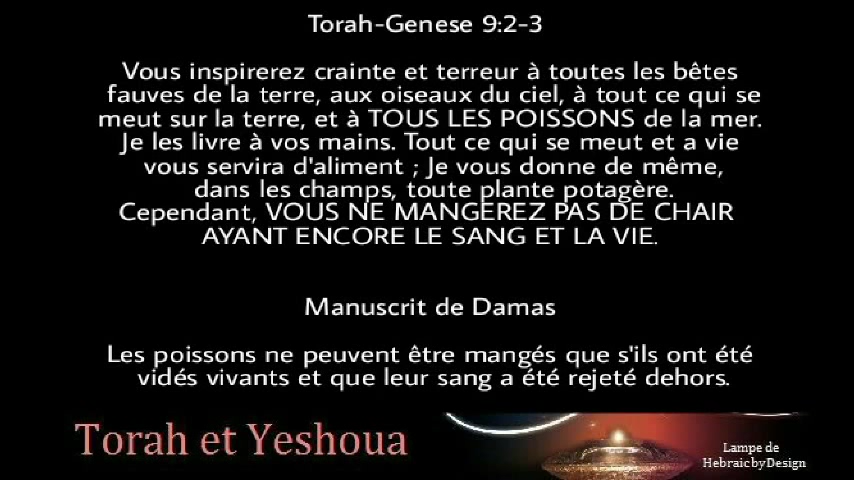 Torah-Genese 9:2-3
Vous inspirerez crainte et terreur à toutes les bêtes
fauves de la terre, aux oiseaux du ciel, à tout ce qui se
meut sur la terre, et à TOUS LES POISSONS de la mer.
Je les livre à vos mains. Tout ce qui se meut et a vie
vous servira d'aliment ; Je vous donne de même,
dans les champs, toute plante potagère.
Cependant, VOUS NE MANGEREZ PAS DE CHAIR
AYANT ENCORE LE SANG ET LA VIE.
Manuscrit de Damas
Les poissons ne peuvent être mangés que s'ils ont été
vidés vivants et que leur sang a été rejeté dehors.
Torah et Yeshoua
Lampe de
HebraicbyDesign